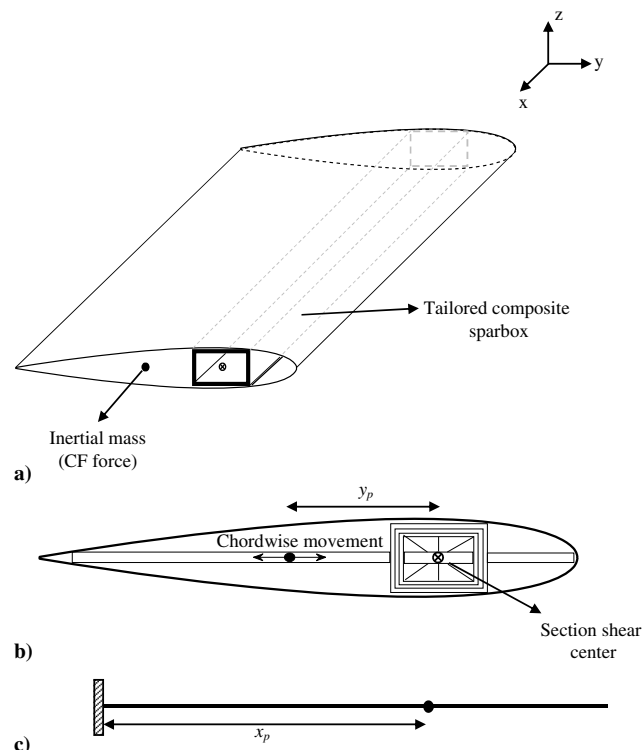 z
y
x
Tailored composite
sparbox
Inertial mass
(CF force)
a)
y_p
Chordwise movement
Section shear
center
b)
x_p
c)